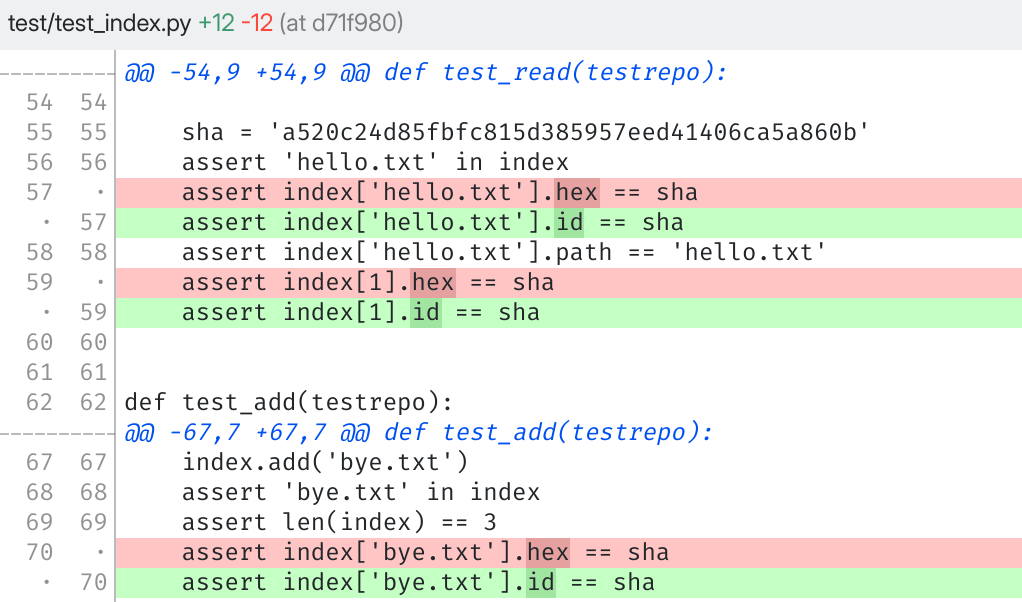 test/test_index.py +12 -12 (at d71f980)
@@ -54,9 +54,9 @@ def test_read(testrepo):
54 54
55 55     sha = 'a520c24d85fbfc815d385957eed41406ca5a860b'
56 56     assert 'hello.txt' in index
57 ·     assert index['hello.txt'].hex == sha
· 57     assert index['hello.txt'].id == sha
58 58     assert index['hello.txt'].path == 'hello.txt'
59 ·     assert index[1].hex == sha
· 59     assert index[1].id == sha
60 60
61 61
62 62 def test_add(testrepo):
@@ -67,7 +67,7 @@ def test_add(testrepo):
67 67     index.add('bye.txt')
68 68     assert 'bye.txt' in index
69 69     assert len(index) == 3
70 ·     assert index['bye.txt'].hex == sha
· 70     assert index['bye.txt'].id == sha